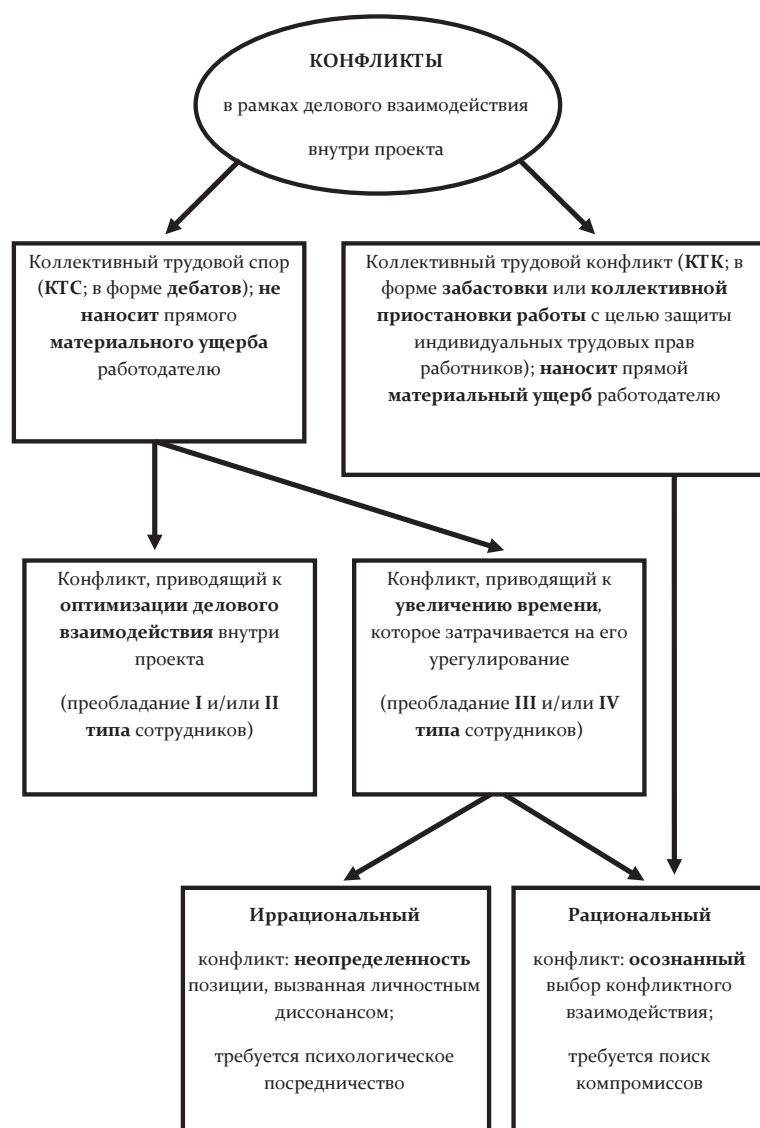 КОНФЛИКТЫ
в рамках делового взаимодействия
внутри проекта
Коллективный трудовой спор
(КТС; в форме дебатов); не
наносит прямого
материального ущерба
работодателю
Коллективный трудовой конфликт (КТК; в
форме забастовки или коллективной
приостановки работы с целью защиты
индивидуальных трудовых прав
работников); наносит прямой
материальный ущерб работодателю
Конфликт, приводящий к
оптимизации делового
взаимодействия внутри
проекта
(преобладание I и/или II
типа сотрудников)
Конфликт, приводящий к
увеличению времени,
которое затрачивается на его
урегулирование
(преобладание III и/или IV
типа сотрудников)
Иррациональный
конфликт: неопределенность
позиции, вызванная личностным
диссонансом;
требуется психологическое
посредничество
Рациональный
конфликт: осознанный
выбор конфликтного
взаимодействия;
требуется поиск
компромиссов